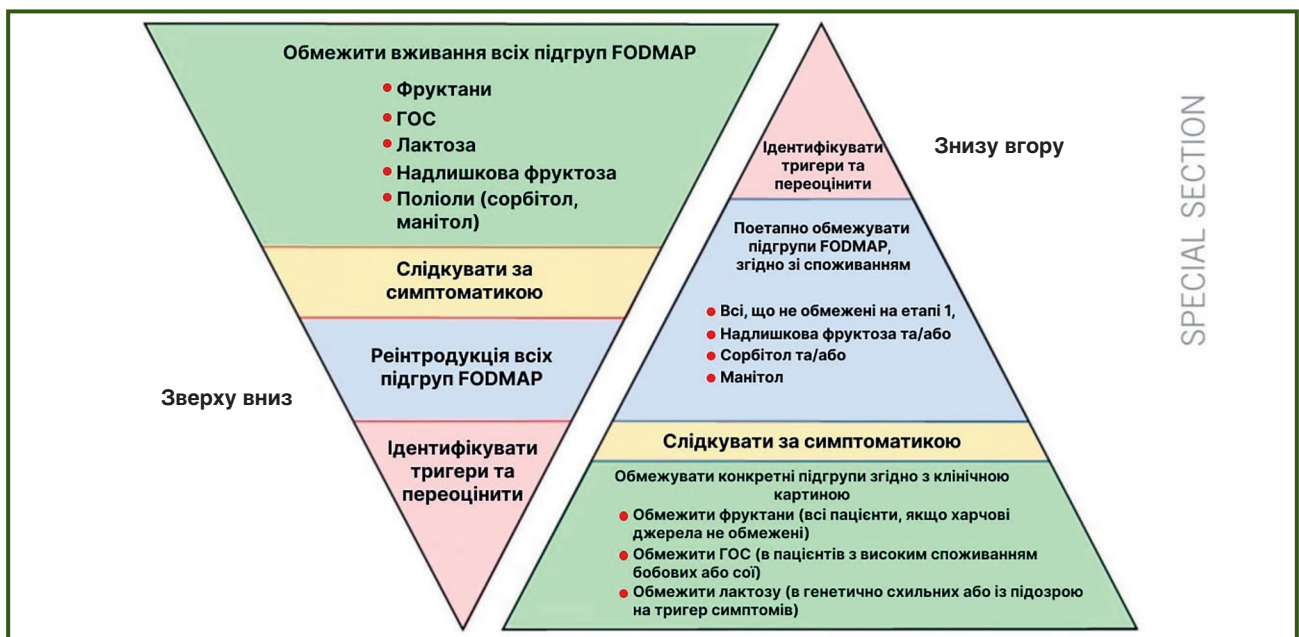 Обмежити вживання всіх підгруп FODMAP
• Фруктани
• ГОС
• Лактоза
• Надлишкова фруктоза
• Поліоли (сорбітол,
манітол)
Слідкувати за
симптоматикою
Реінтродукція всіх
підгруп FODMAP
Ідентифікувати
тригери та
переоцінити
Зверху вниз
Знизу вгору
Ідентифікувати
тригери та
переоцінити
Поетапно обмежувати
підгрупи FODMAP,
згідно зі споживанням
• Всі, що не обмежені на етапі 1,
• Надлишкова фруктоза та/або
• Сорбітол та/або
• Манітол
Слідкувати за симптоматикою
Обмежувати конкретні підгрупи згідно з клінічною
картиною
• Обмежити фруктани (всі пацієнти, якщо харчові
джерела не обмежені)
• Обмежити ГОС (в пацієнтів з високим споживанням
бобових або сої)
• Обмежити лактозу (в генетично схильних або із підозрою
на тригер симптомів)
SPECIAL SECTION